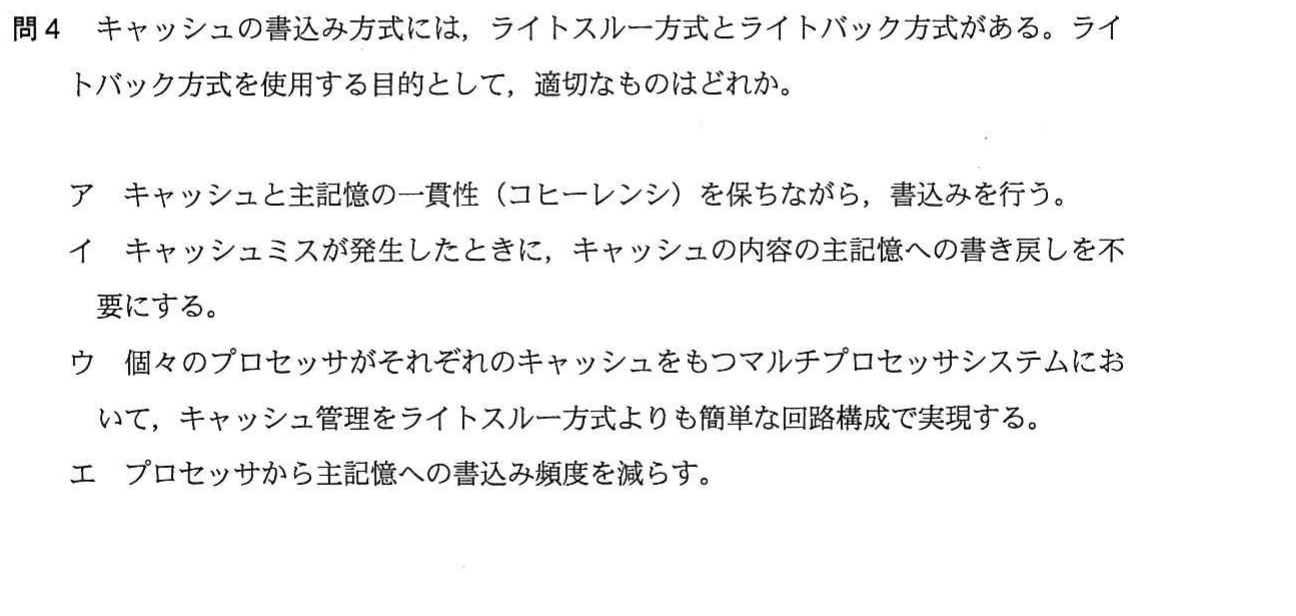 問4　キャッシュの書込み方式には，ライトスルー方式とライトバック方式がある。ライ
トバック方式を使用する目的として，適切なものはどれか。
ア　キャッシュと主記憶の一貫性（コヒーレンシ）を保ちながら，書込みを行う。
イ　キャッシュミスが発生したときに，キャッシュの内容の主記憶への書き戻しを不
要にする。
ウ　個々のプロセッサがそれぞれのキャッシュをもつマルチプロセッサシステムにお
いて，キャッシュ管理をライトスルー方式よりも簡単な回路構成で実現する。
エ　プロセッサから主記憶への書込み頻度を減らす。